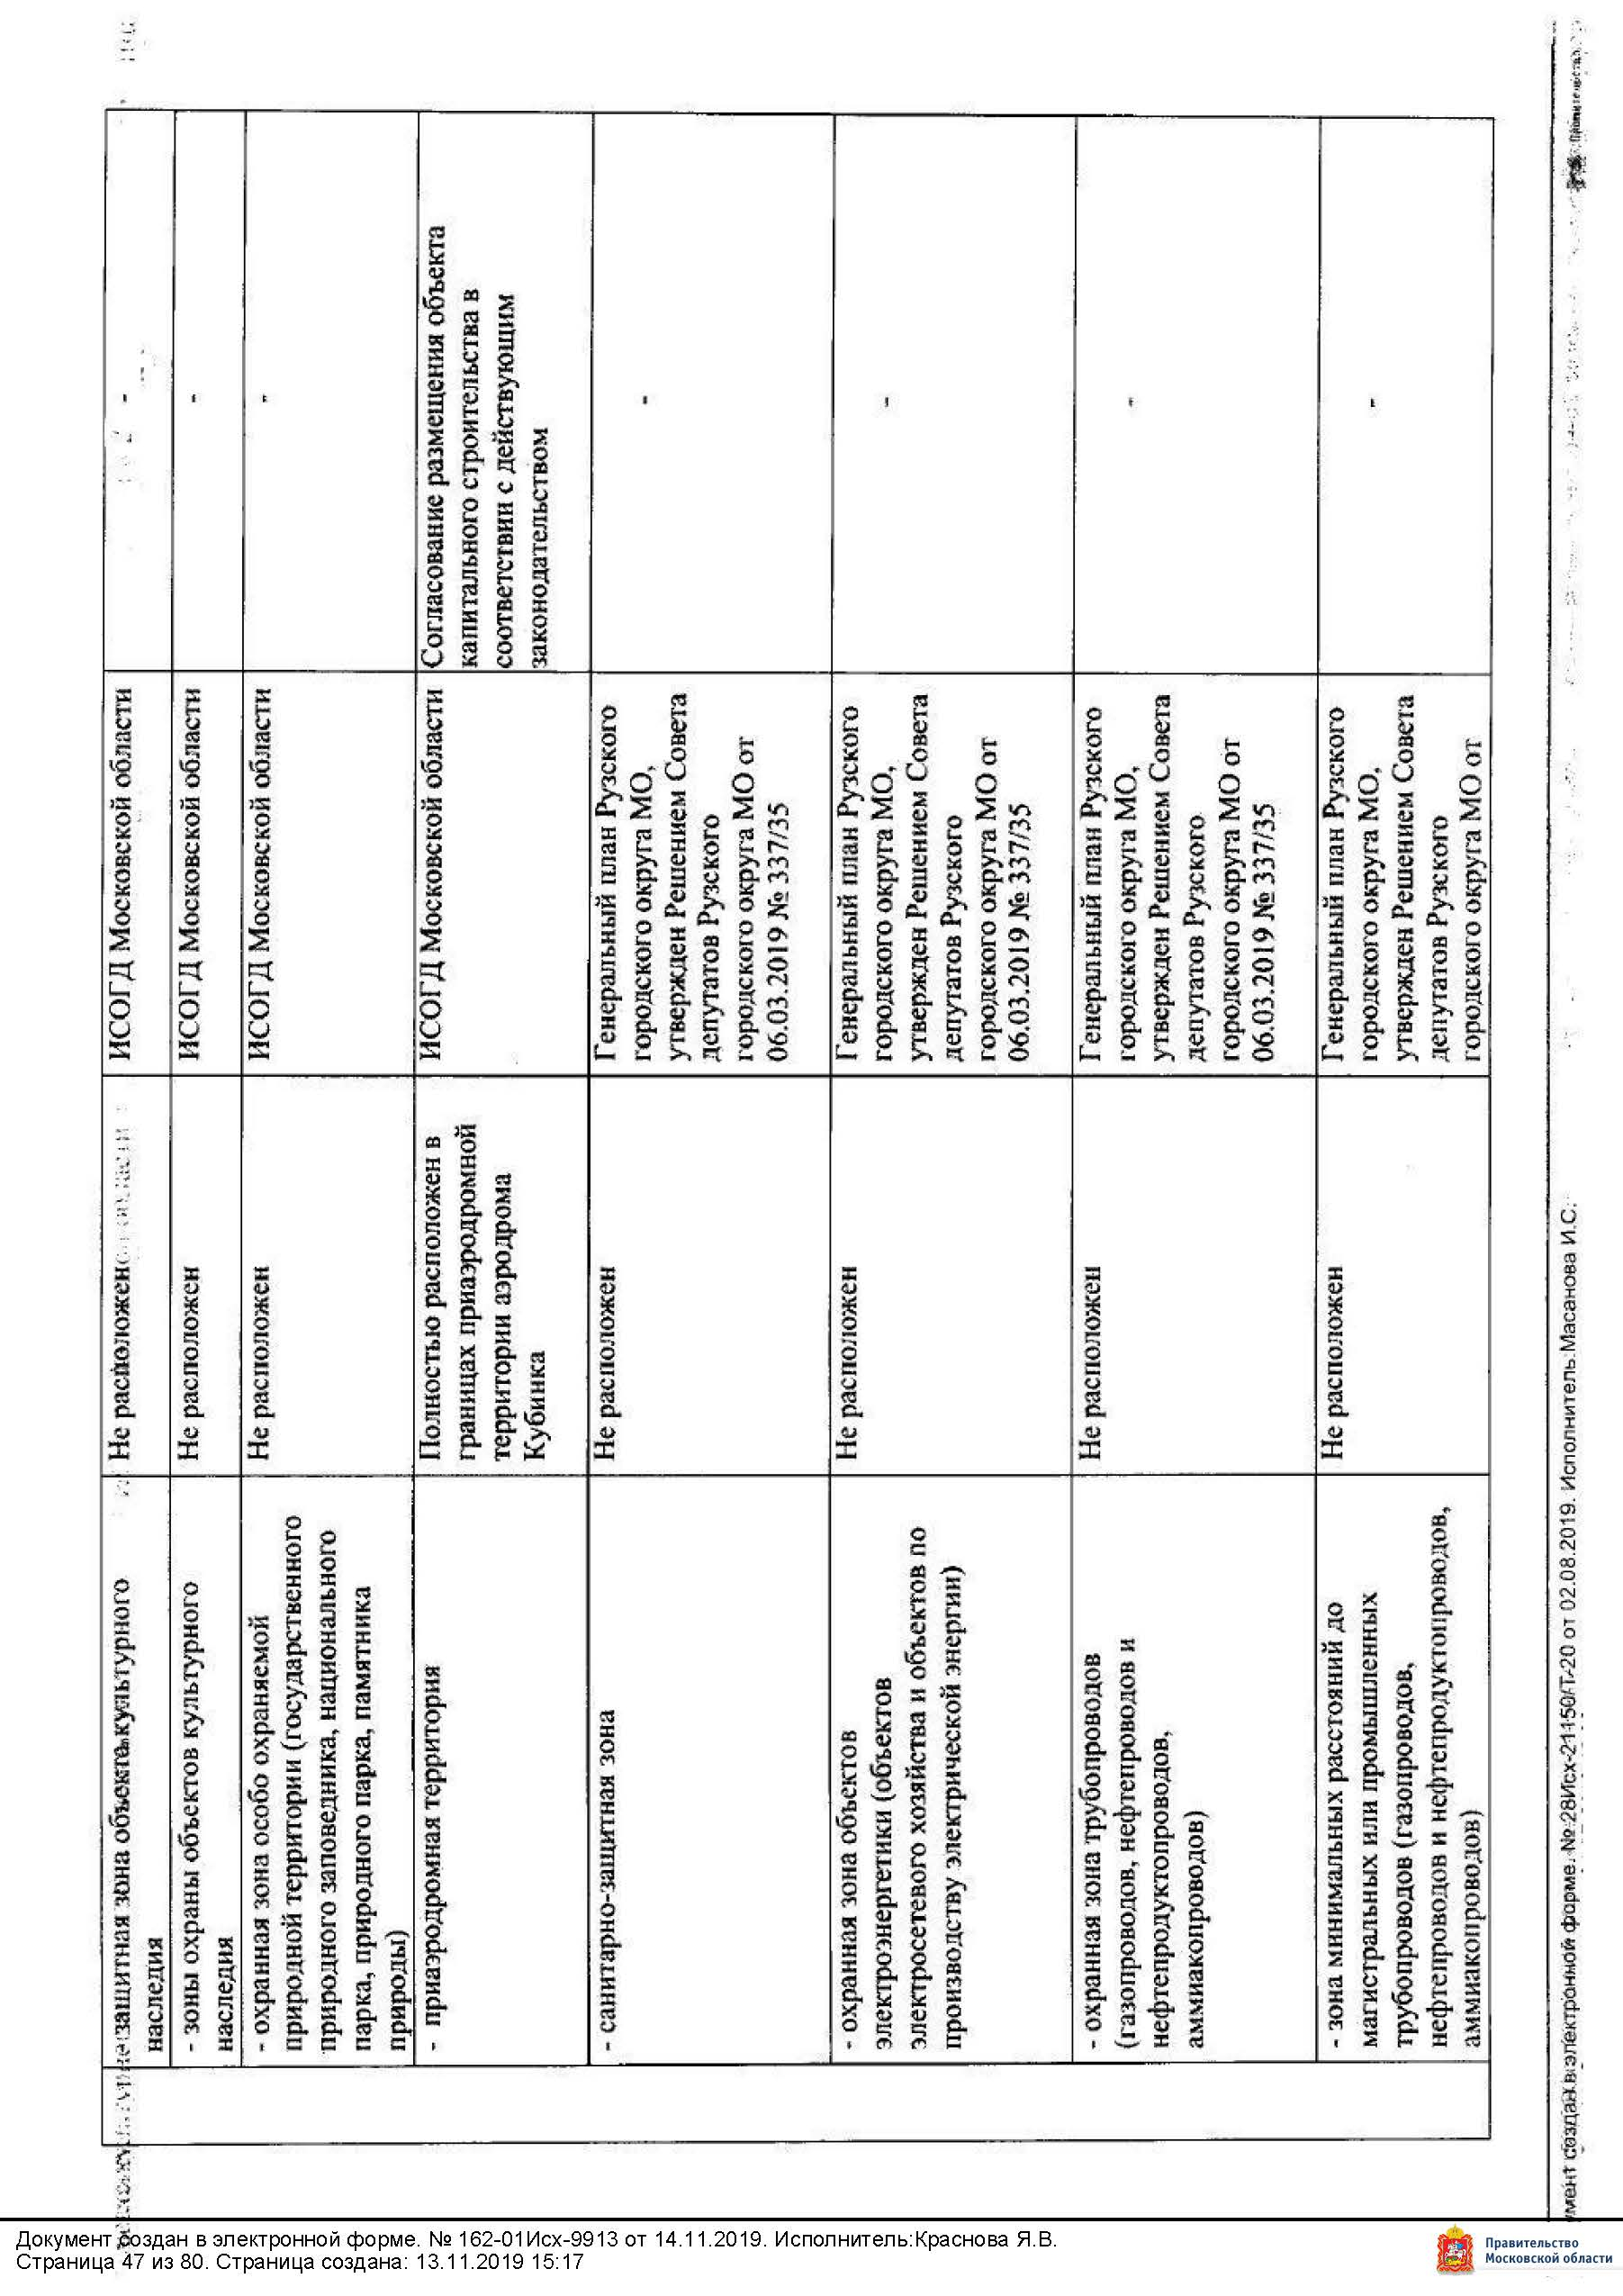 - защитная зона объекта культурного
наследия
Не расположен
ИСОГД Московской области
-
- зоны охраны объектов культурного
наследия
Не расположен
ИСОГД Московской области
-
- охранная зона особо охраняемой
природной территории (государственного
природного заповедника, национального
парка, природного парка, памятника
природы)
Не расположен
ИСОГД Московской области
-
- приаэродромная территория
Полностью расположен в
границах приаэродромной
территории аэродрома
Кубинка
ИСОГД Московской области
Согласование размещения объекта
капитального строительства в
соответствии с действующим
законодательством
- санитарно-защитная зона
Не расположен
Генеральный план Рузского
городского округа МО,
утвержден Решением Совета
депутатов Рузского
городского округа МО от
06.03.2019 № 337/35
-
- охранная зона объектов
электроэнергетики (объектов
электросетевого хозяйства и объектов по
производству электрической энергии)
Не расположен
Генеральный план Рузского
городского округа МО,
утвержден Решением Совета
депутатов Рузского
городского округа МО от
06.03.2019 № 337/35
-
- охранная зона трубопроводов
(газопроводов, нефтепроводов и
нефтепродуктопроводов,
аммиакопроводов)
Не расположен
Генеральный план Рузского
городского округа МО,
утвержден Решением Совета
депутатов Рузского
городского округа МО от
06.03.2019 № 337/35
-
- зона минимальных расстояний до
магистральных или промышленных
трубопроводов (газопроводов,
нефтепроводов и нефтепродуктопроводов,
аммиакопроводов)
Не расположен
Генеральный план Рузского
городского округа МО,
утвержден Решением Совета
депутатов Рузского
городского округа МО от
-
мент создан в электронной форме. № 28Исх-21150/Т-20 от 02.08.2019. Исполнитель:Масанова И.С.
Документ создан в электронной форме. № 162-01Исх-9913 от 14.11.2019. Исполнитель:Краснова Я.В.
Страница 47 из 80. Страница создана: 13.11.2019 15:17
Правительство
Московской области